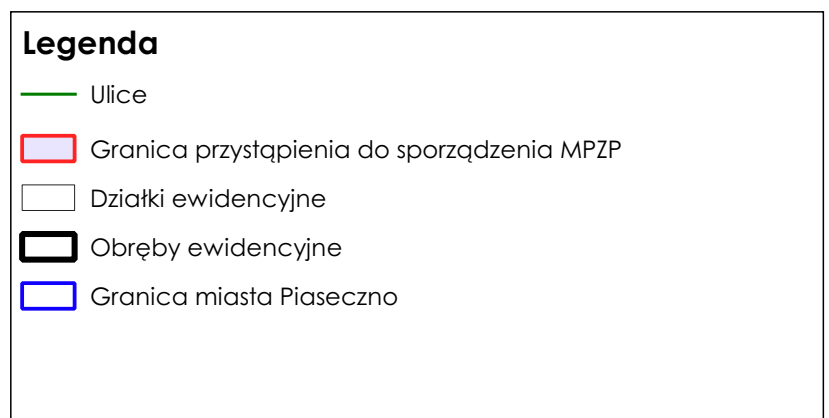 Legenda
Ulice
Granica przystąpienia do sporządzenia MPZP
Działki ewidencyjne
Obręby ewidencyjne
Granica miasta Piaseczno